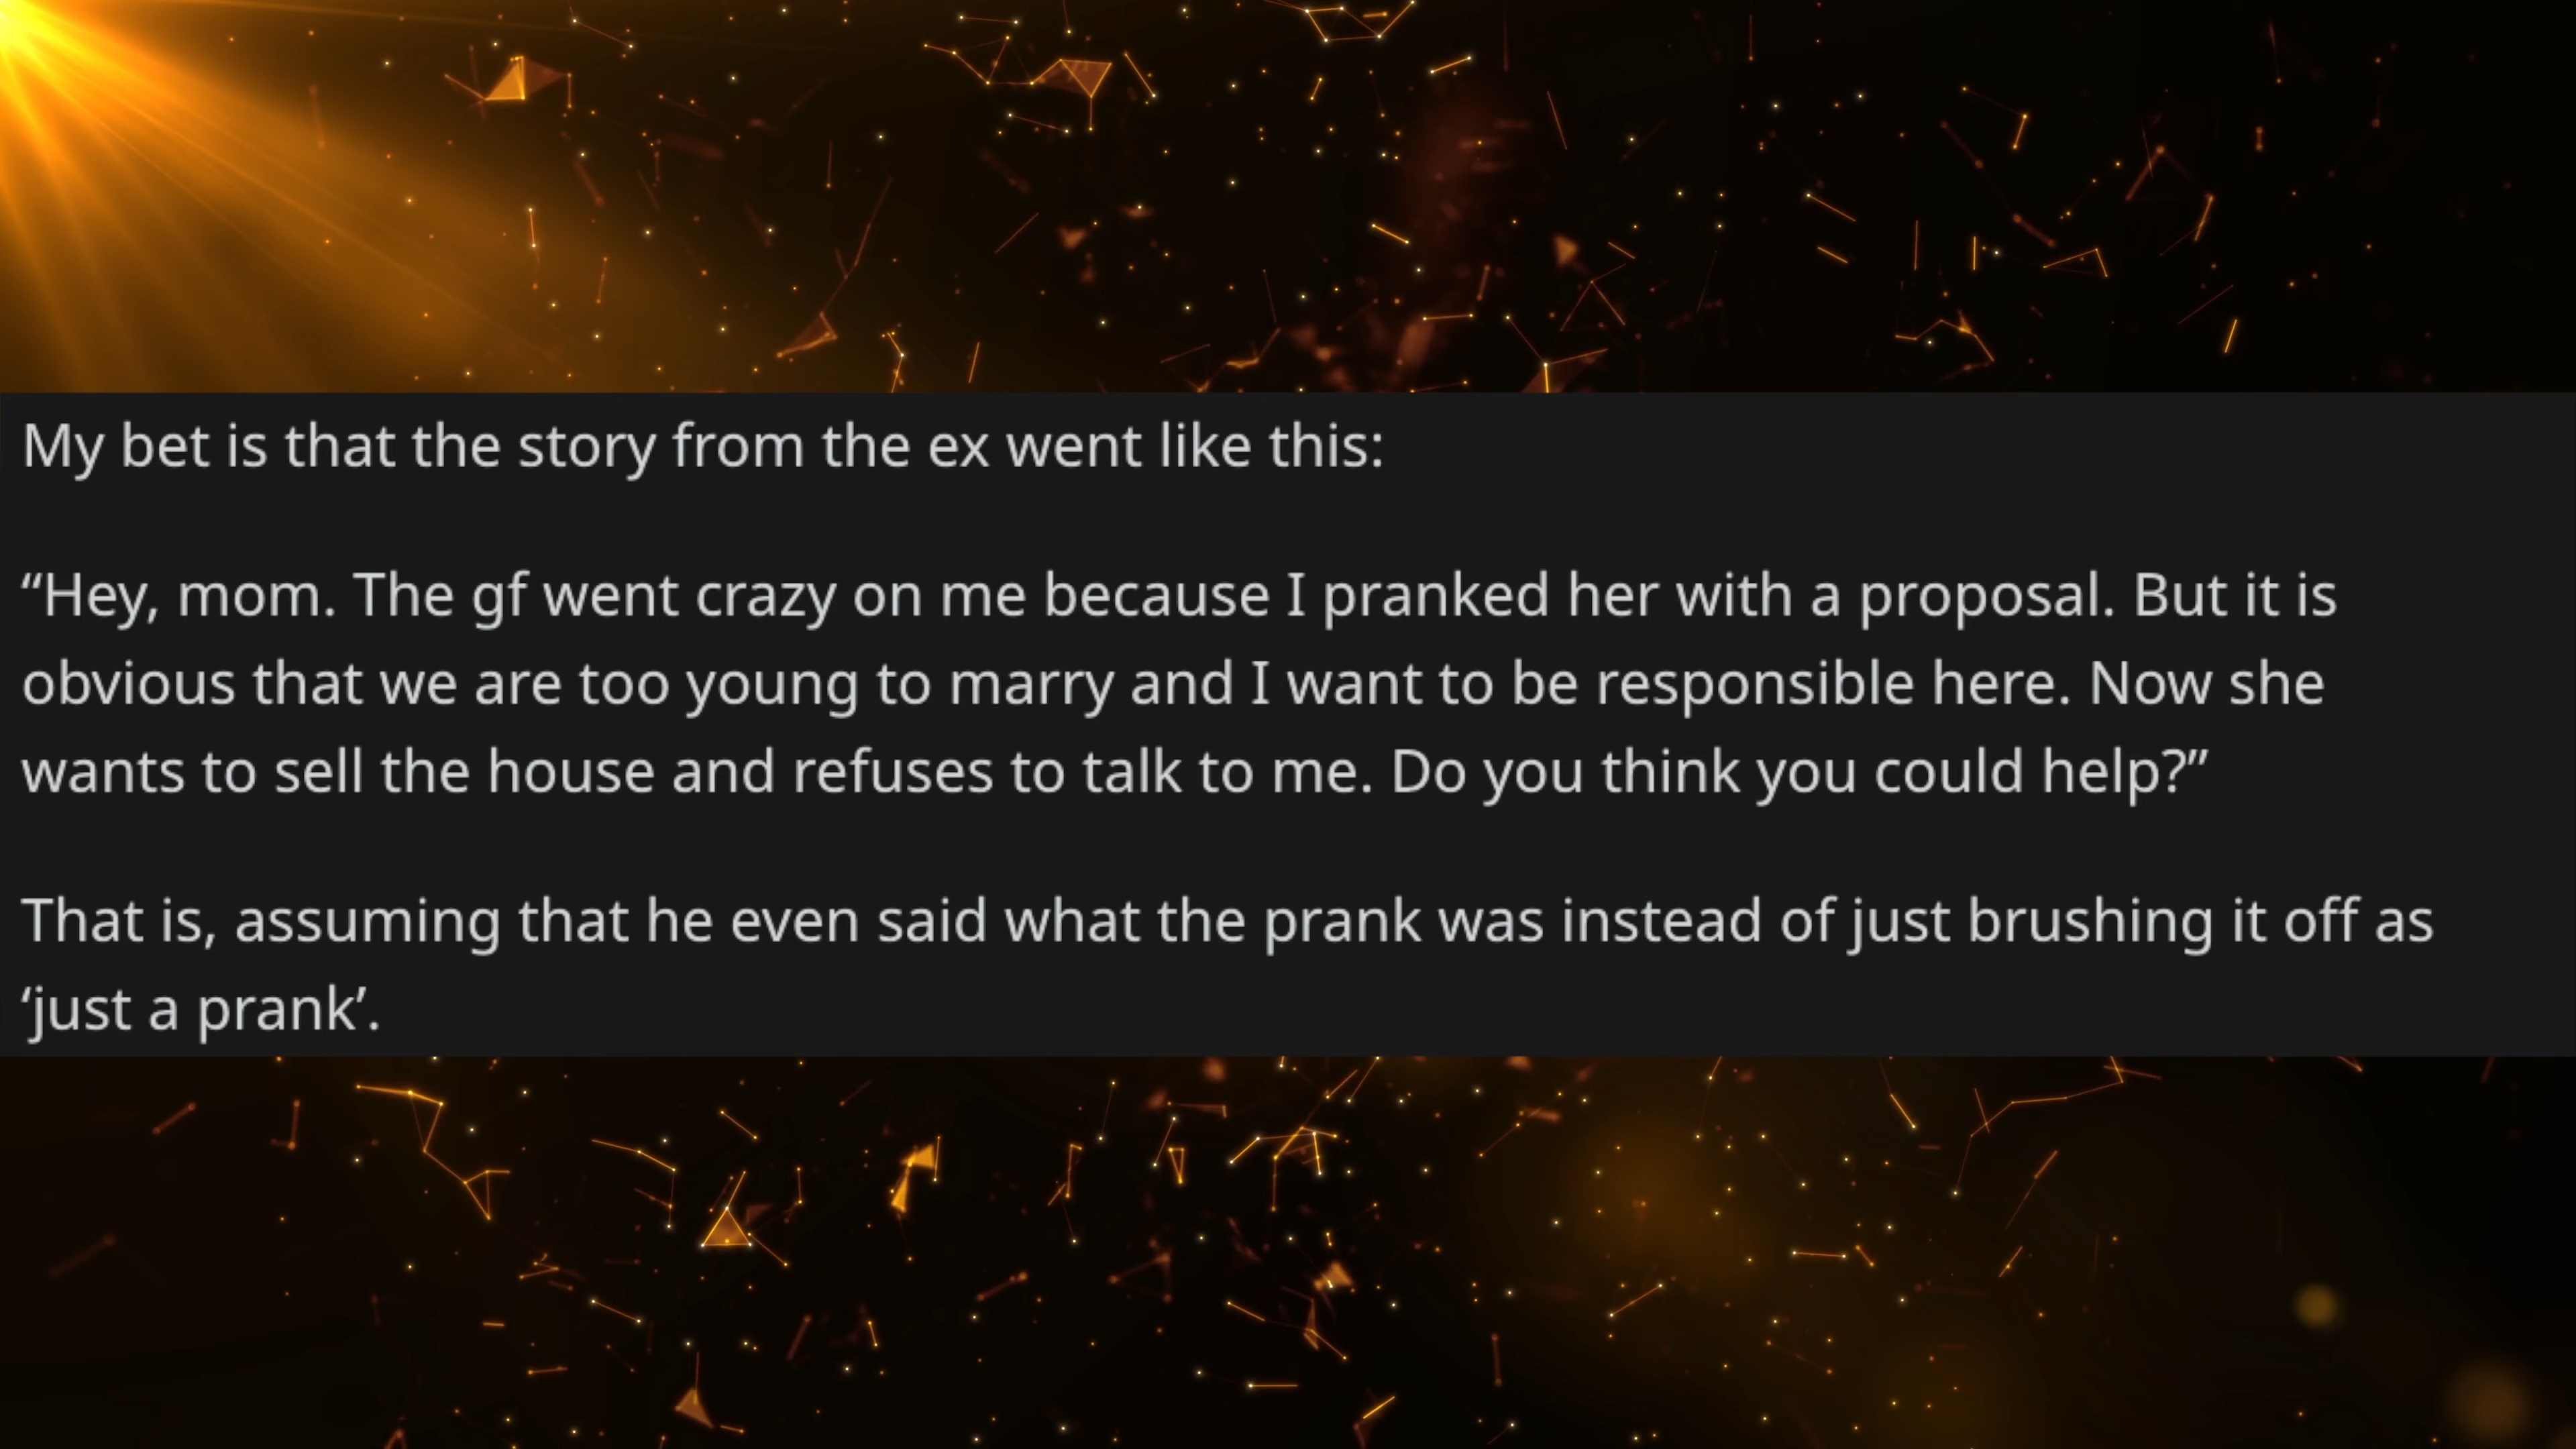 My bet is that the story from the ex went like this:
“Hey, mom. The gf went crazy on me because I pranked her with a proposal. But it is
obvious that we are too young to marry and I want to be responsible here. Now she
wants to sell the house and refuses to talk to me. Do you think you could help?”
That is, assuming that he even said what the prank was instead of just brushing it off as
‘just a prank’.